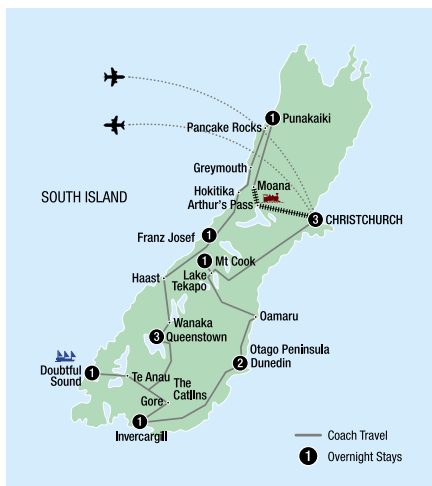 1
Punakaiki
Pancake Rocks
Greymouth
Moana
SOUTH ISLAND
Hokitika
Arthur's Pass
3
CHRISTCHURCH
Franz Josef
1
1
Mt Cook
Lake
Tekapo
Haast
Oamaru
Wanaka
3
Queenstown
Otago Peninsula
2
Dunedin
Doubtful
Sound
1
Te Anau
The
Catlins
Gore
1
Invercargill
Coach Travel
1
Overnight Stays